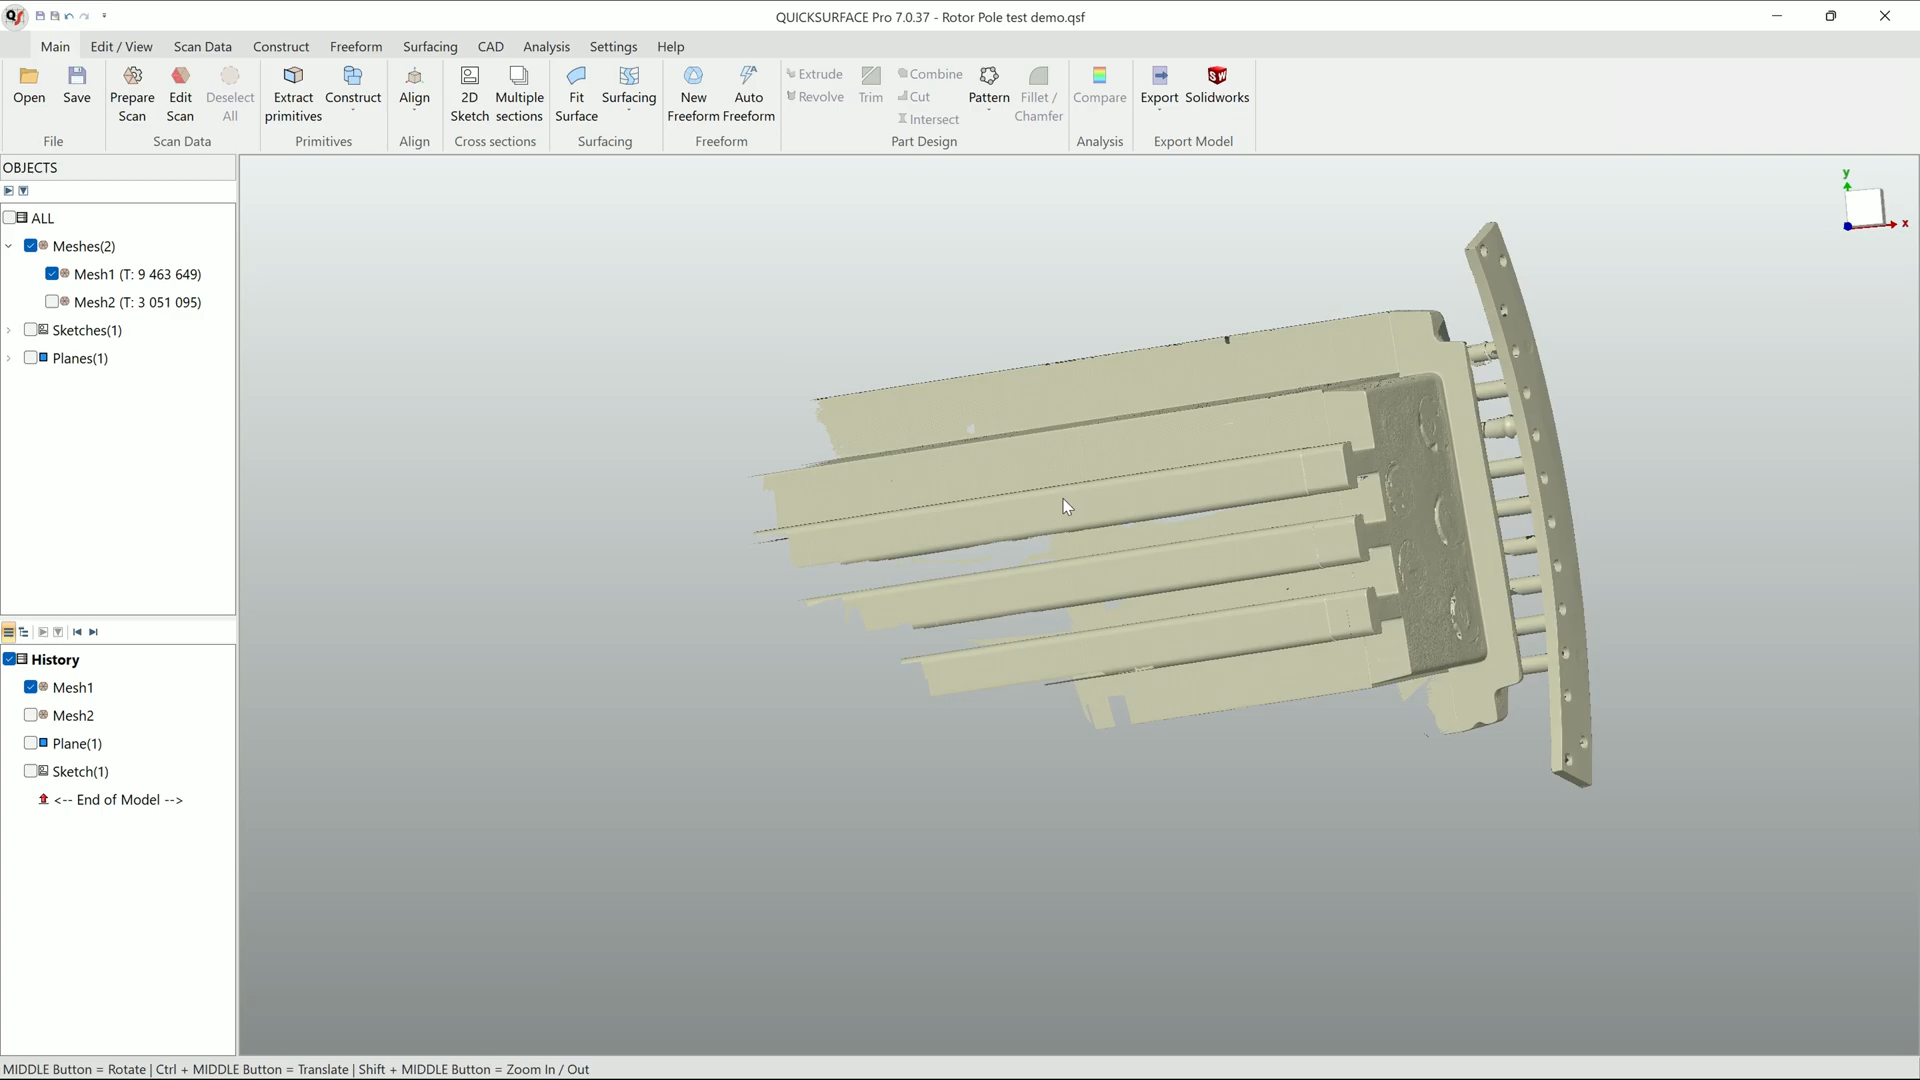 QUICKSURFACE Pro 7.0.37 - Rotor Pole test demo.qsf
Main Edit / View Scan Data Construct Freeform Surfacing CAD Analysis Settings Help
Open Save Prepare Scan Edit Scan Deselect All Extract primitives Construct Align 2D Sketch Multiple sections Fit Surface Surfacing New Freeform Auto Freeform Extrude Revolve Trim Combine Cut Intersect Pattern Fillet / Chamfer Compare Export Solidworks
File Scan Data Primitives Align Cross sections Surfacing Freeform Part Design Analysis Export Model
OBJECTS
ALL
Meshes(2)
Mesh1 (T: 9 463 649)
Mesh2 (T: 3 051 095)
Sketches(1)
Planes(1)
y
x
History
Mesh1
Mesh2
Plane(1)
Sketch(1)
<-- End of Model -->
MIDDLE Button = Rotate | Ctrl + MIDDLE Button = Translate | Shift + MIDDLE Button = Zoom In / Out